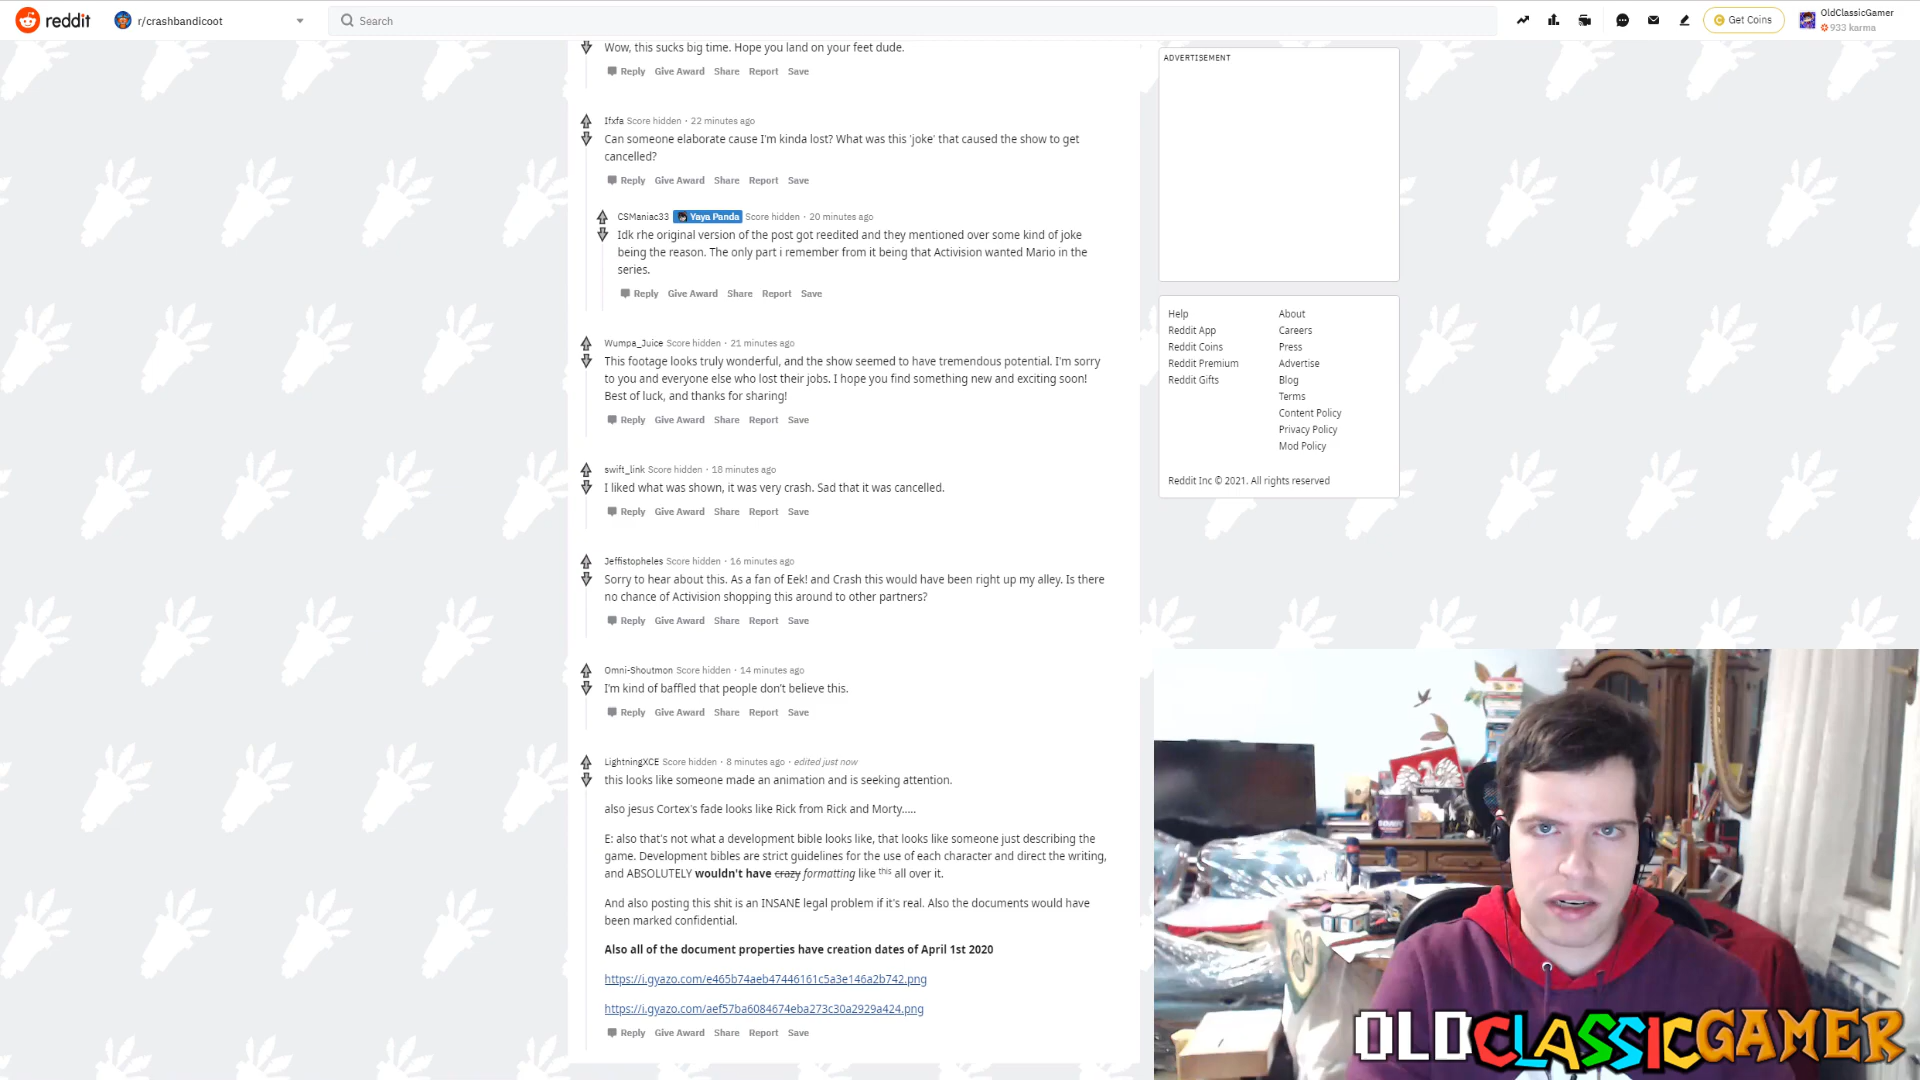 reddit
r/crashbandicoot
Search
Get Coins
OldClassicGamer
933 karma
Wow, this sucks big time. Hope you land on your feet dude.
Reply Give Award Share Report Save
Ifxfa Score hidden · 22 minutes ago
Can someone elaborate cause I'm kinda lost? What was this 'joke' that caused the show to get
cancelled?
Reply Give Award Share Report Save
CSManiac33 Yaya Panda Score hidden · 20 minutes ago
Idk rhe original version of the post got reedited and they mentioned over some kind of joke
being the reason. The only part i remember from it being that Activision wanted Mario in the
series.
Reply Give Award Share Report Save
Wumpa_Juice Score hidden · 21 minutes ago
This footage looks truly wonderful, and the show seemed to have tremendous potential. I'm sorry
to you and everyone else who lost their jobs. I hope you find something new and exciting soon!
Best of luck, and thanks for sharing!
Reply Give Award Share Report Save
swift_link Score hidden · 18 minutes ago
I liked what was shown, it was very crash. Sad that it was cancelled.
Reply Give Award Share Report Save
Jeffistopheles Score hidden · 16 minutes ago
Sorry to hear about this. As a fan of Eek! and Crash this would have been right up my alley. Is there
no chance of Activision shopping this around to other partners?
Reply Give Award Share Report Save
Omni-Shoutmon Score hidden · 14 minutes ago
I'm kind of baffled that people don't believe this.
Reply Give Award Share Report Save
LightningXCE Score hidden · 8 minutes ago · edited just now
this looks like someone made an animation and is seeking attention.
also jesus Cortex's fade looks like Rick from Rick and Morty.....
E: also that's not what a development bible looks like, that looks like someone just describing the
game. Development bibles are strict guidelines for the use of each character and direct the writing,
and ABSOLUTELY wouldn't have crazy formatting like this all over it.
And also posting this shit is an INSANE legal problem if it's real. Also the documents would have
been marked confidential.
Also all of the document properties have creation dates of April 1st 2020
https://i.gyazo.com/e465b74aeb47446161c5a3e146a2b742.png
https://i.gyazo.com/aef57ba6084674eba273c30a2929a424.png
Reply Give Award Share Report Save
ADVERTISEMENT
Help About
Reddit App Careers
Reddit Coins Press
Reddit Premium Advertise
Reddit Gifts Blog
Terms
Content Policy
Privacy Policy
Mod Policy
Reddit Inc © 2021. All rights reserved
OLDCLASSICGAMER